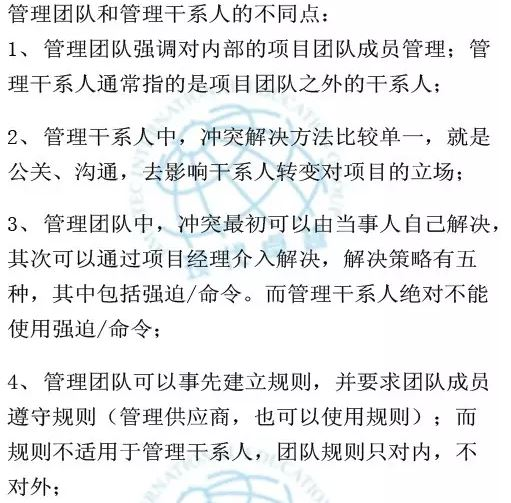 管理团队和管理干系人的不同点：
1、管理团队强调对内部的项目团队成员管理；管
理干系人通常指的是项目团队之外的干系人；
2、管理干系人中，冲突解决方法比较单一，就是
公关、沟通，去影响干系人转变对项目的立场；
3、管理团队中，冲突最初可以由当事人自己解决，
其次可以通过项目经理介入解决，解决策略有五
种，其中包括强迫/命令。而管理干系人绝对不能
使用强迫/命令；
4、管理团队可以事先建立规则，并要求团队成员
遵守规则（管理供应商，也可以使用规则）；而
规则不适用于管理干系人，团队规则只对内，不
对外；